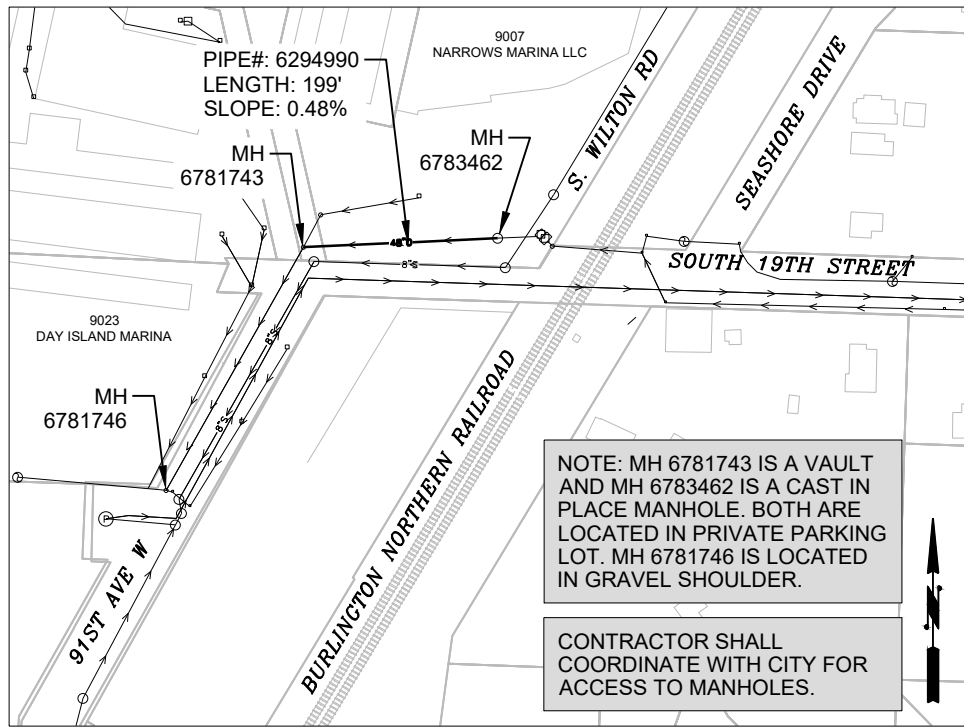 9007
NARROWS MARINA LLC
PIPE#: 6294990
LENGTH: 199'
SLOPE: 0.48%
MH
6781743
MH
6783462
S. WILTON RD
SEASHORE DRIVE
8"S
SOUTH 19TH STREET
9023
DAY ISLAND MARINA
8"S
8"S
MH
6781746
91ST AVE W
BURLINGTON NORTHERN RAILROAD
NOTE: MH 6781743 IS A VAULT
AND MH 6783462 IS A CAST IN
PLACE MANHOLE. BOTH ARE
LOCATED IN PRIVATE PARKING
LOT. MH 6781746 IS LOCATED
IN GRAVEL SHOULDER.
CONTRACTOR SHALL
COORDINATE WITH CITY FOR
ACCESS TO MANHOLES.
N